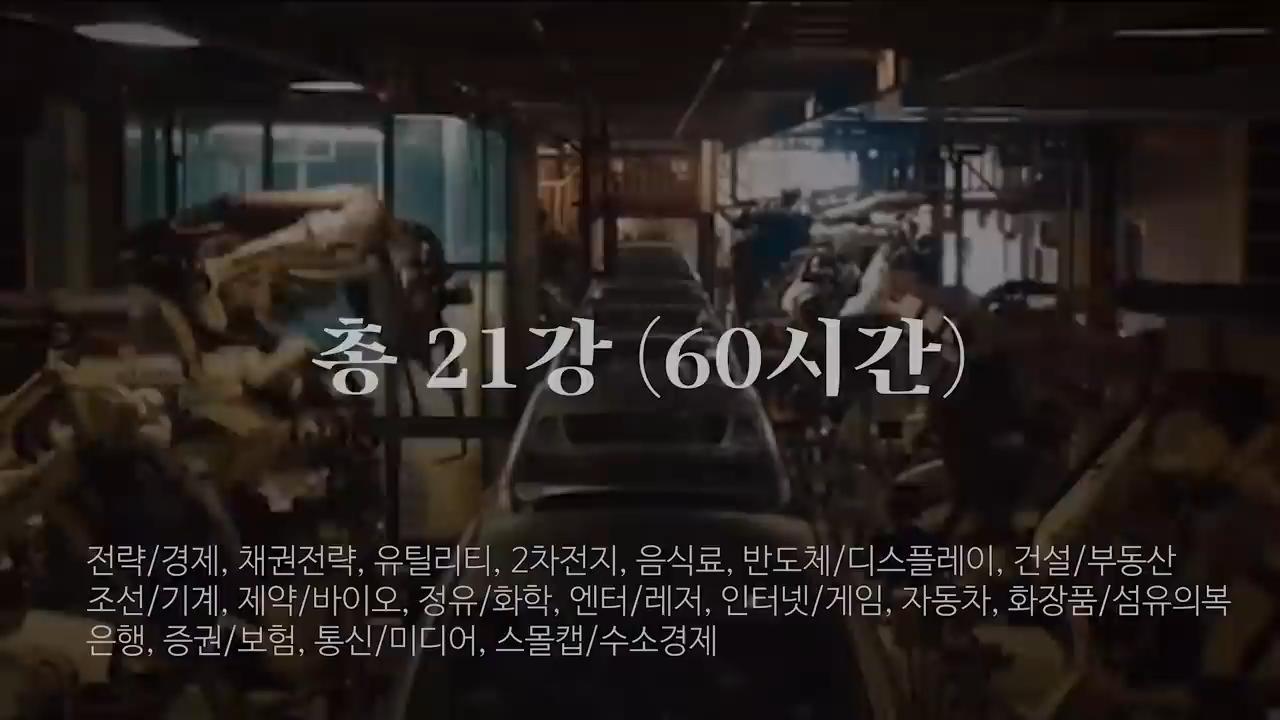 총 21강 (60시간)
전략/경제, 채권전략, 유틸리티, 2차전지, 음식료, 반도체/디스플레이, 건설/부동산
조선/기계, 제약/바이오, 정유/화학, 엔터/레저, 인터넷/게임, 자동차, 화장품/섬유의복
은행, 증권/보험, 통신/미디어, 스몰캡/수소경제